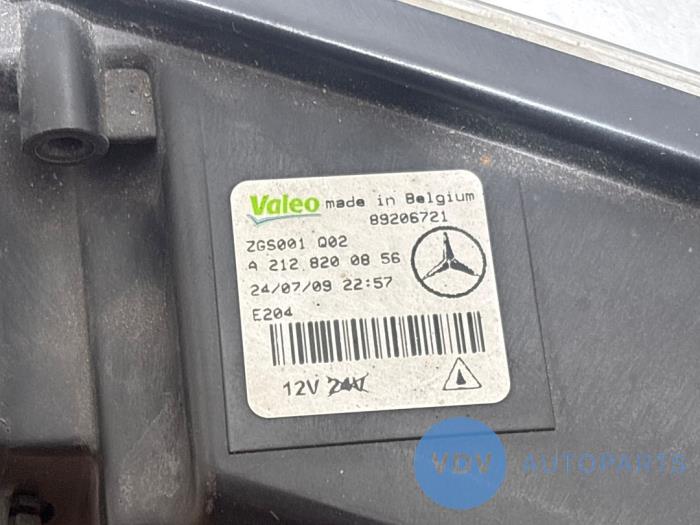 Valeo made in Belgium
89206721
ZGS001 Q02
A 212 820 08 56
24/07/09 22:57
E204
12V 24V
VDV AUTOPARTS